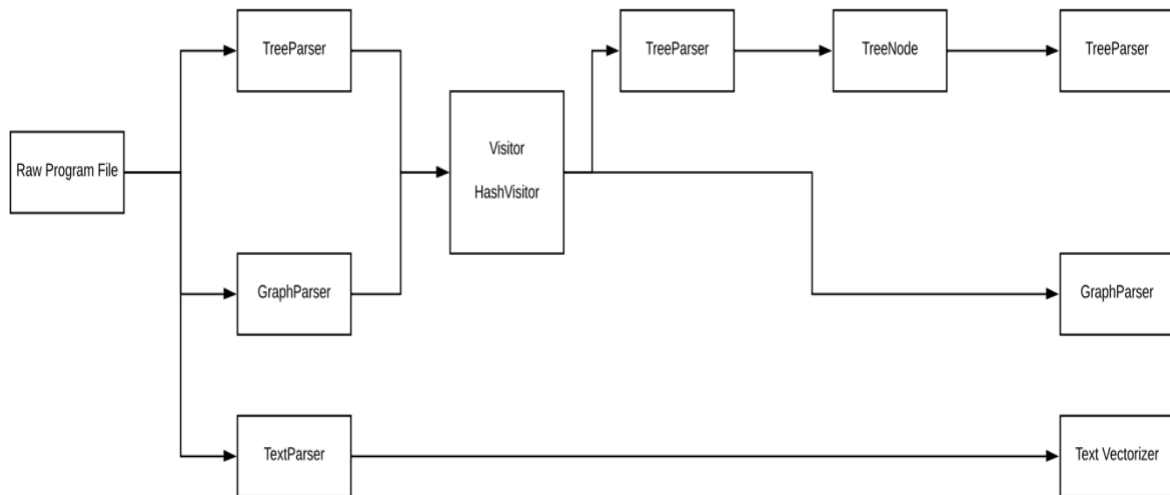 TreeParser
TreeParser
TreeNode
TreeParser
Raw Program File
Visitor
HashVisitor
GraphParser
GraphParser
TextParser
Text Vectorizer